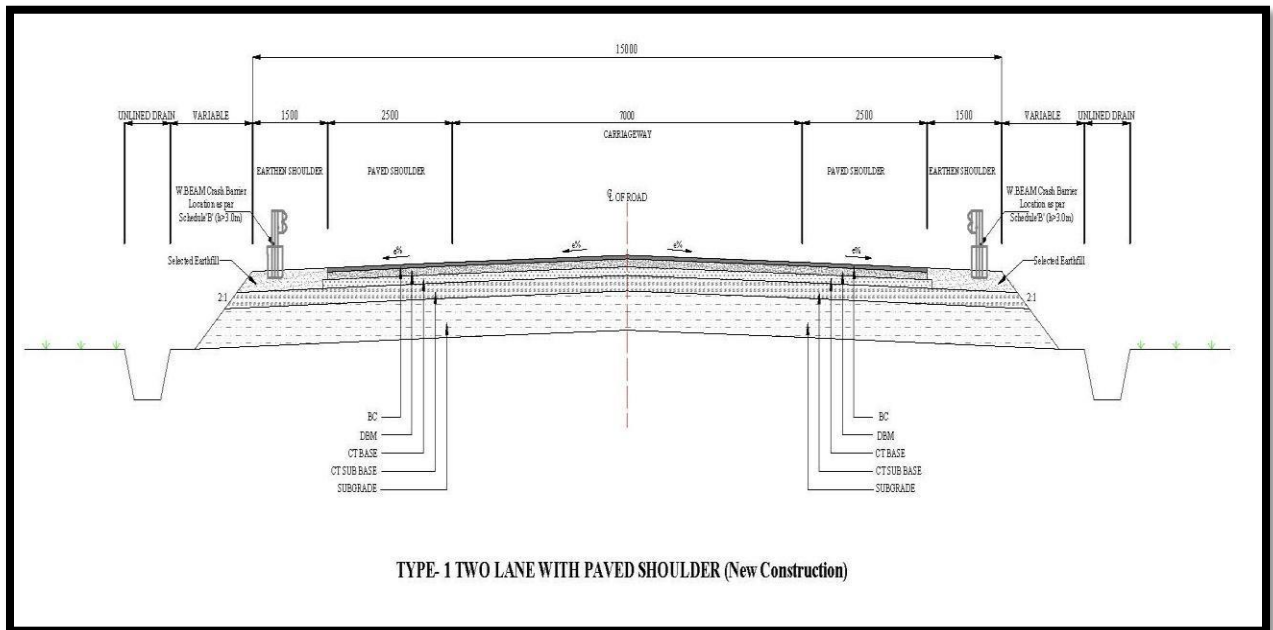 15000
UNLINED DRAIN VARIABLE 1500 2500 7000 2500 1500 VARIABLE UNLINED DRAIN
CARRIAGEWAY
EARTHEN SHOULDER PAVED SHOULDER PAVED SHOULDER EARTHEN SHOULDER
W.BEAM Crash Barrier
Location as par
Schedule'B' (h>3.0m)
℄ OF ROAD
W.BEAM Crash Barrier
Location as par
Schedule'B' (h>3.0m)
e% e% e% e%
Selected Earthfill Selected Earthfill
2:1 2:1
BC BC
DBM DBM
CT BASE CT BASE
CT SUB BASE CT SUB BASE
SUBGRADE SUBGRADE
TYPE- 1 TWO LANE WITH PAVED SHOULDER (New Construction)